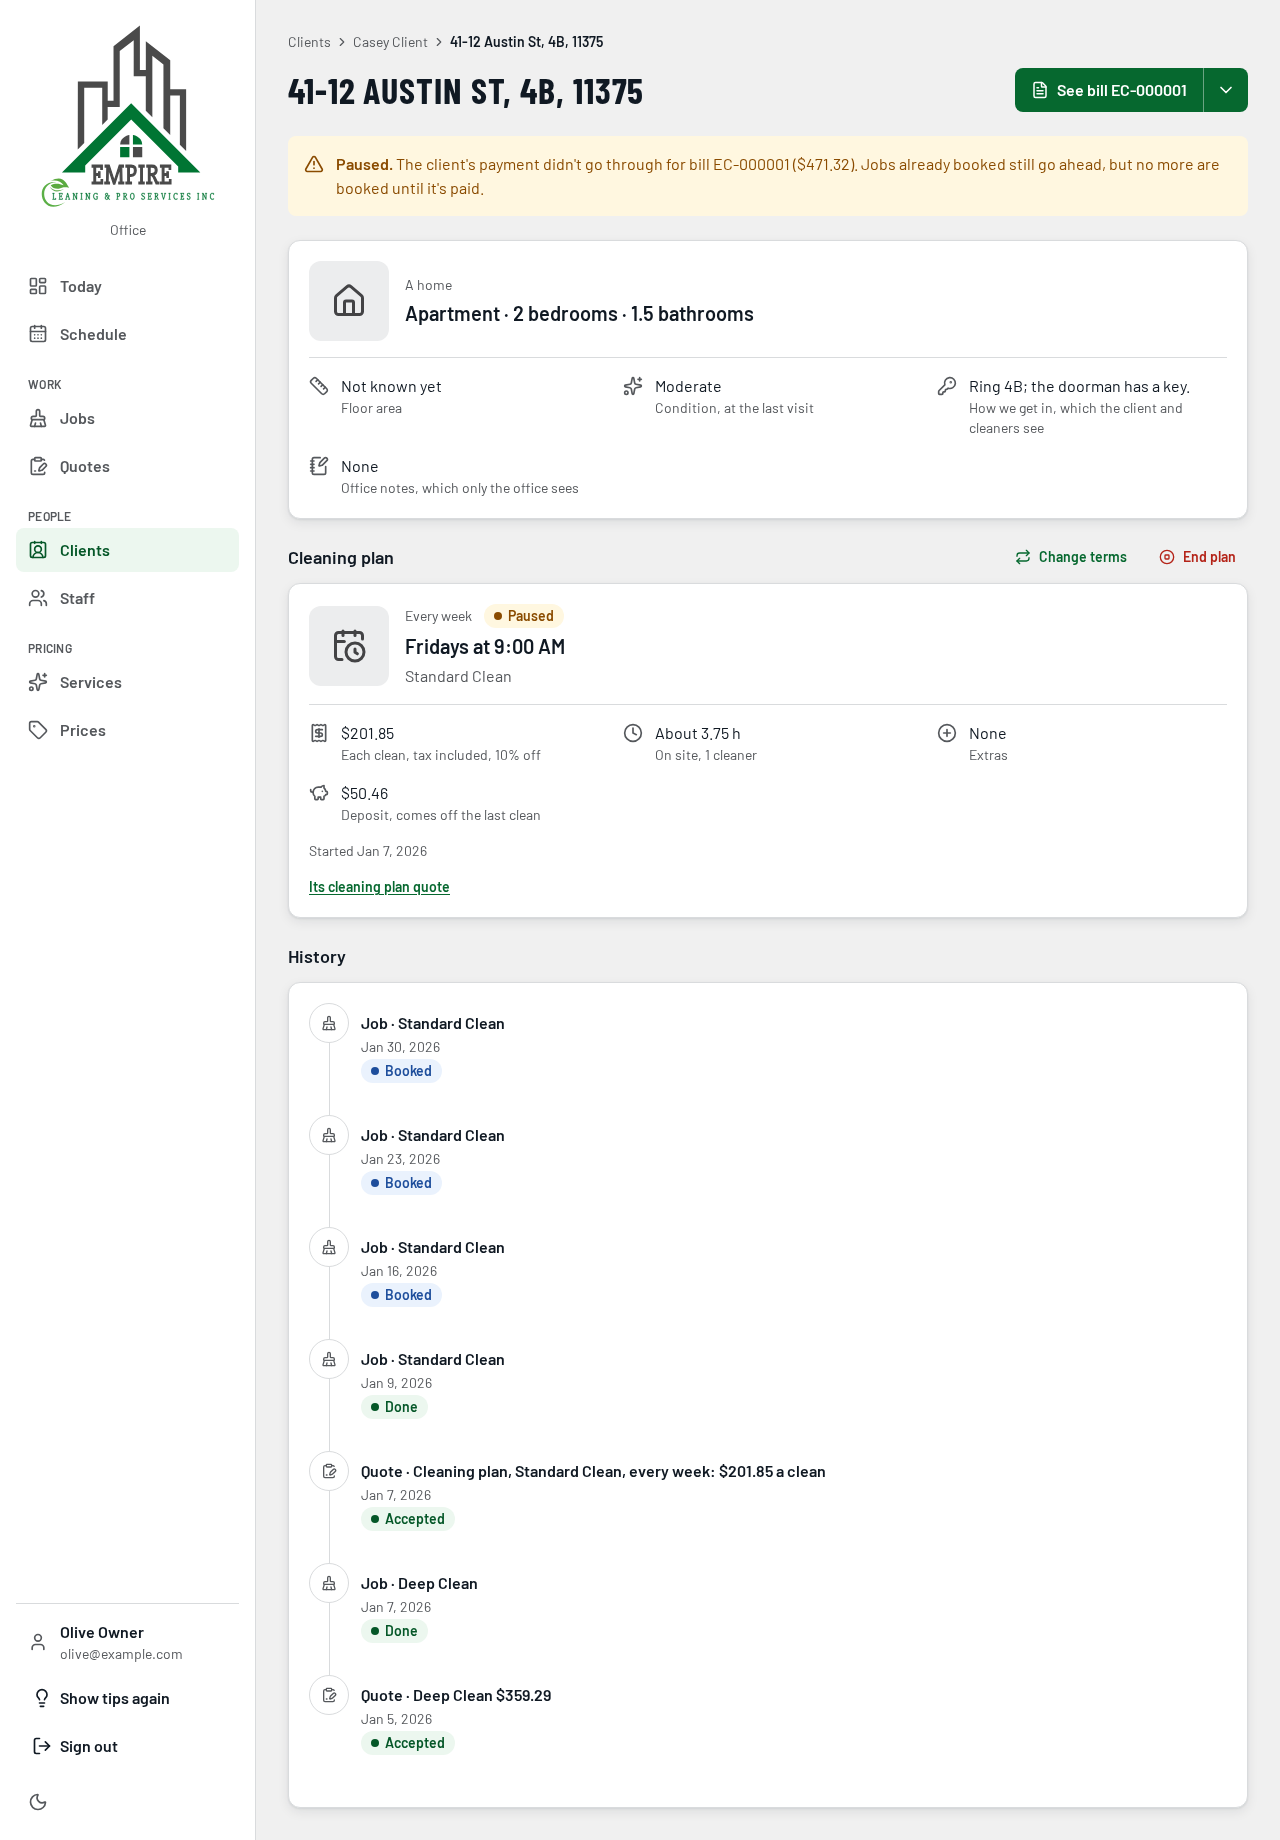 EMPIRE
LEANING & PRO SERVICES INC
Office
Today
Schedule
WORK
Jobs
Quotes
PEOPLE
Clients
Staff
PRICING
Services
Prices
Olive Owner
olive@example.com
Show tips again
Sign out
Clients > Casey Client > 41-12 Austin St, 4B, 11375
41-12 AUSTIN ST, 4B, 11375
See bill EC-000001
Paused. The client's payment didn't go through for bill EC-000001 ($471.32). Jobs already booked still go ahead, but no more are
booked until it's paid.
A home
Apartment · 2 bedrooms · 1.5 bathrooms
Not known yet
Floor area
Moderate
Condition, at the last visit
Ring 4B; the doorman has a key.
How we get in, which the client and
cleaners see
None
Office notes, which only the office sees
Cleaning plan
Change terms
End plan
Every week
Paused
Fridays at 9:00 AM
Standard Clean
$201.85
Each clean, tax included, 10% off
About 3.75 h
On site, 1 cleaner
None
Extras
$50.46
Deposit, comes off the last clean
Started Jan 7, 2026
Its cleaning plan quote
History
Job · Standard Clean
Jan 30, 2026
Booked
Job · Standard Clean
Jan 23, 2026
Booked
Job · Standard Clean
Jan 16, 2026
Booked
Job · Standard Clean
Jan 9, 2026
Done
Quote · Cleaning plan, Standard Clean, every week: $201.85 a clean
Jan 7, 2026
Accepted
Job · Deep Clean
Jan 7, 2026
Done
Quote · Deep Clean $359.29
Jan 5, 2026
Accepted